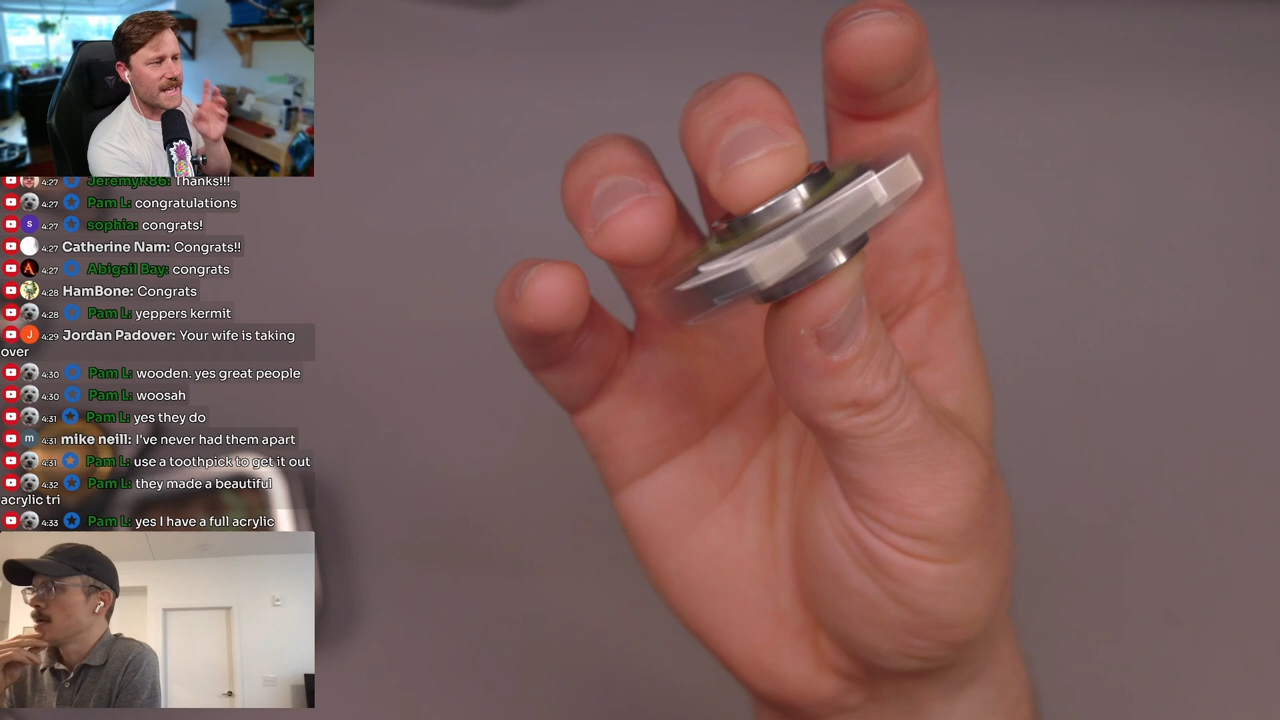 4:27 JeremyR86: Thanks!!!
4:27 Pam L: congratulations
S 4:27 sophia: congrats!
4:27 Catherine Nam: Congrats!!
A 4:27 Abigail Bay: congrats
4:28 HamBone: Congrats
4:28 Pam L: yeppers kermit
J 4:29 Jordan Padover: Your wife is taking
over
4:30 Pam L: wooden. yes great people
4:30 Pam L: woosah
4:31 Pam L: yes they do
m 4:31 mike neill: I've never had them apart
4:31 Pam L: use a toothpick to get it out
4:32 Pam L: they made a beautiful
acrylic tri
4:33 Pam L: yes I have a full acrylic